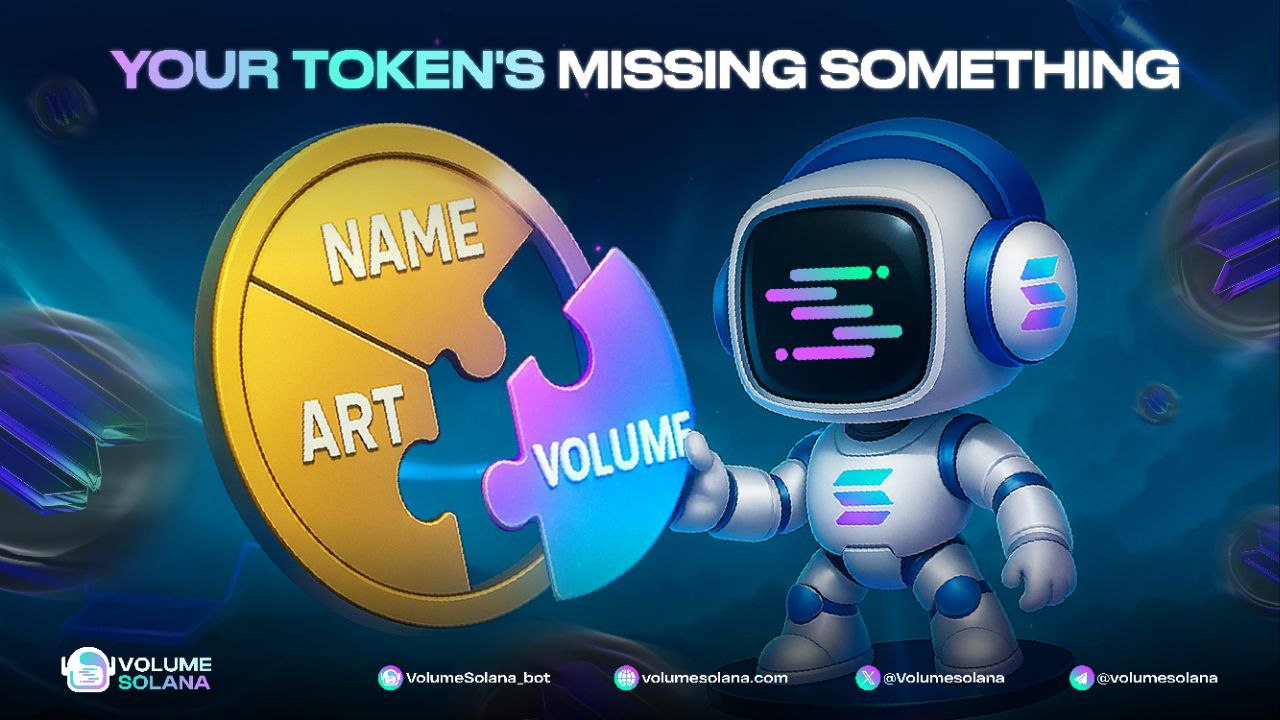 YOUR TOKEN'S MISSING SOMETHING
NAME
ART
VOLUME
VOLUME
SOLANA
VolumeSolana_bot
volumesolana.com
@Volumesolana
@volumesolana